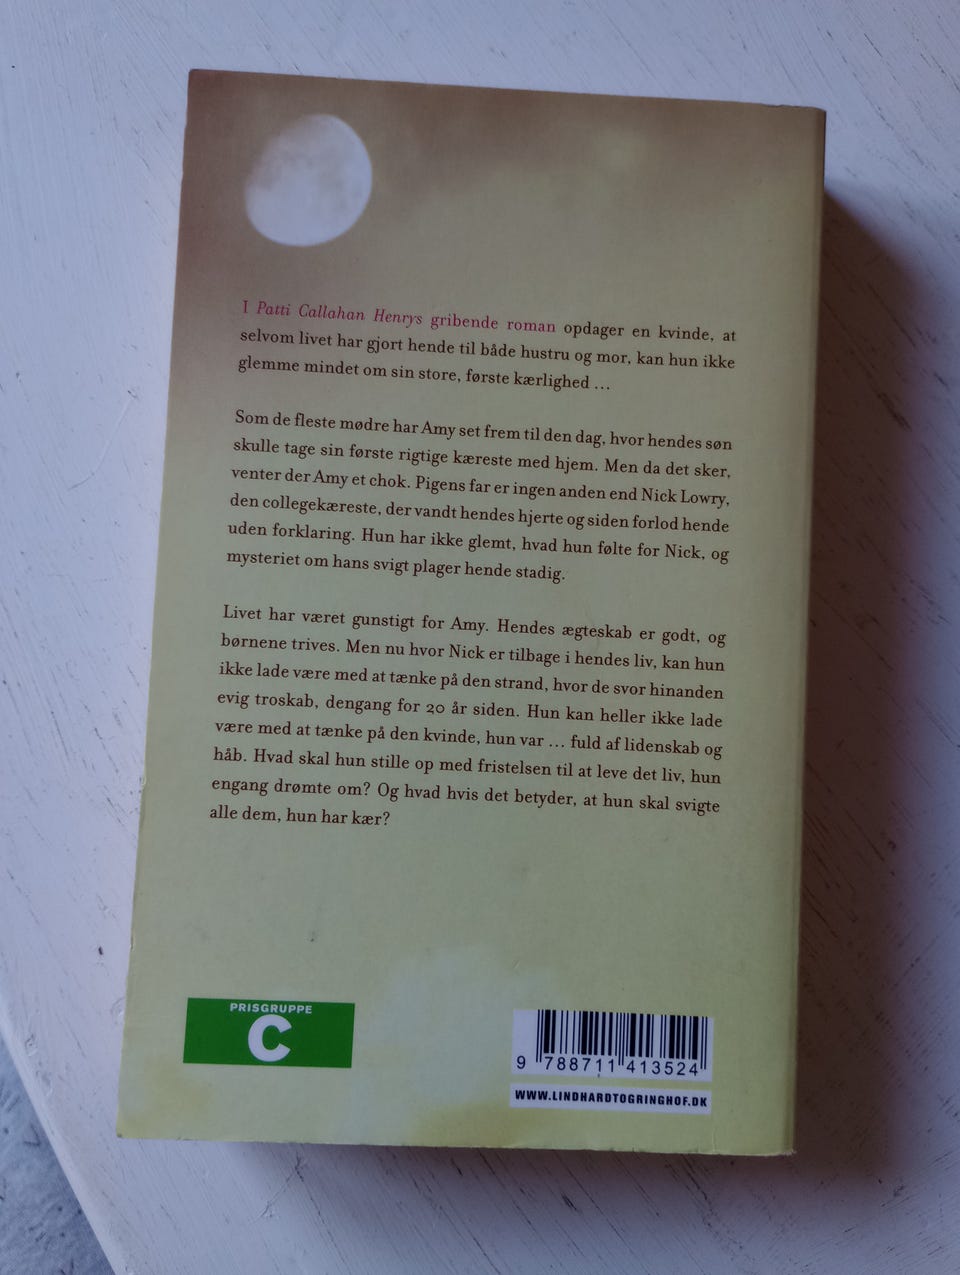 I Patti Callahan Henrys gribende roman opdager en kvinde, at
selvom livet har gjort hende til både hustru og mor, kan hun ikke
glemme mindet om sin store, første kærlighed ...
Som de fleste mødre har Amy set frem til den dag, hvor hendes søn
skulle tage sin første rigtige kæreste med hjem. Men da det sker,
venter der Amy et chok. Pigens far er ingen anden end Nick Lowry,
den collegekæreste, der vandt hendes hjerte og siden forlod hende
uden forklaring. Hun har ikke glemt, hvad hun følte for Nick, og
mysteriet om hans svigt plager hende stadig.
Livet har været gunstigt for Amy. Hendes ægteskab er godt, og
børnene trives. Men nu hvor Nick er tilbage i hendes liv, kan hun
ikke lade være med at tænke på den strand, hvor de svor hinanden
evig troskab, dengang for 20 år siden. Hun kan heller ikke lade
være med at tænke på den kvinde, hun var ... fuld af lidenskab og
håb. Hvad skal hun stille op med fristelsen til at leve det liv, hun
engang drømte om? Og hvad hvis det betyder, at hun skal svigte
alle dem, hun har kær?
PRISGRUPPE
C
9 788711 413524
WWW.LINDHARDTOGRINGHOF.DK